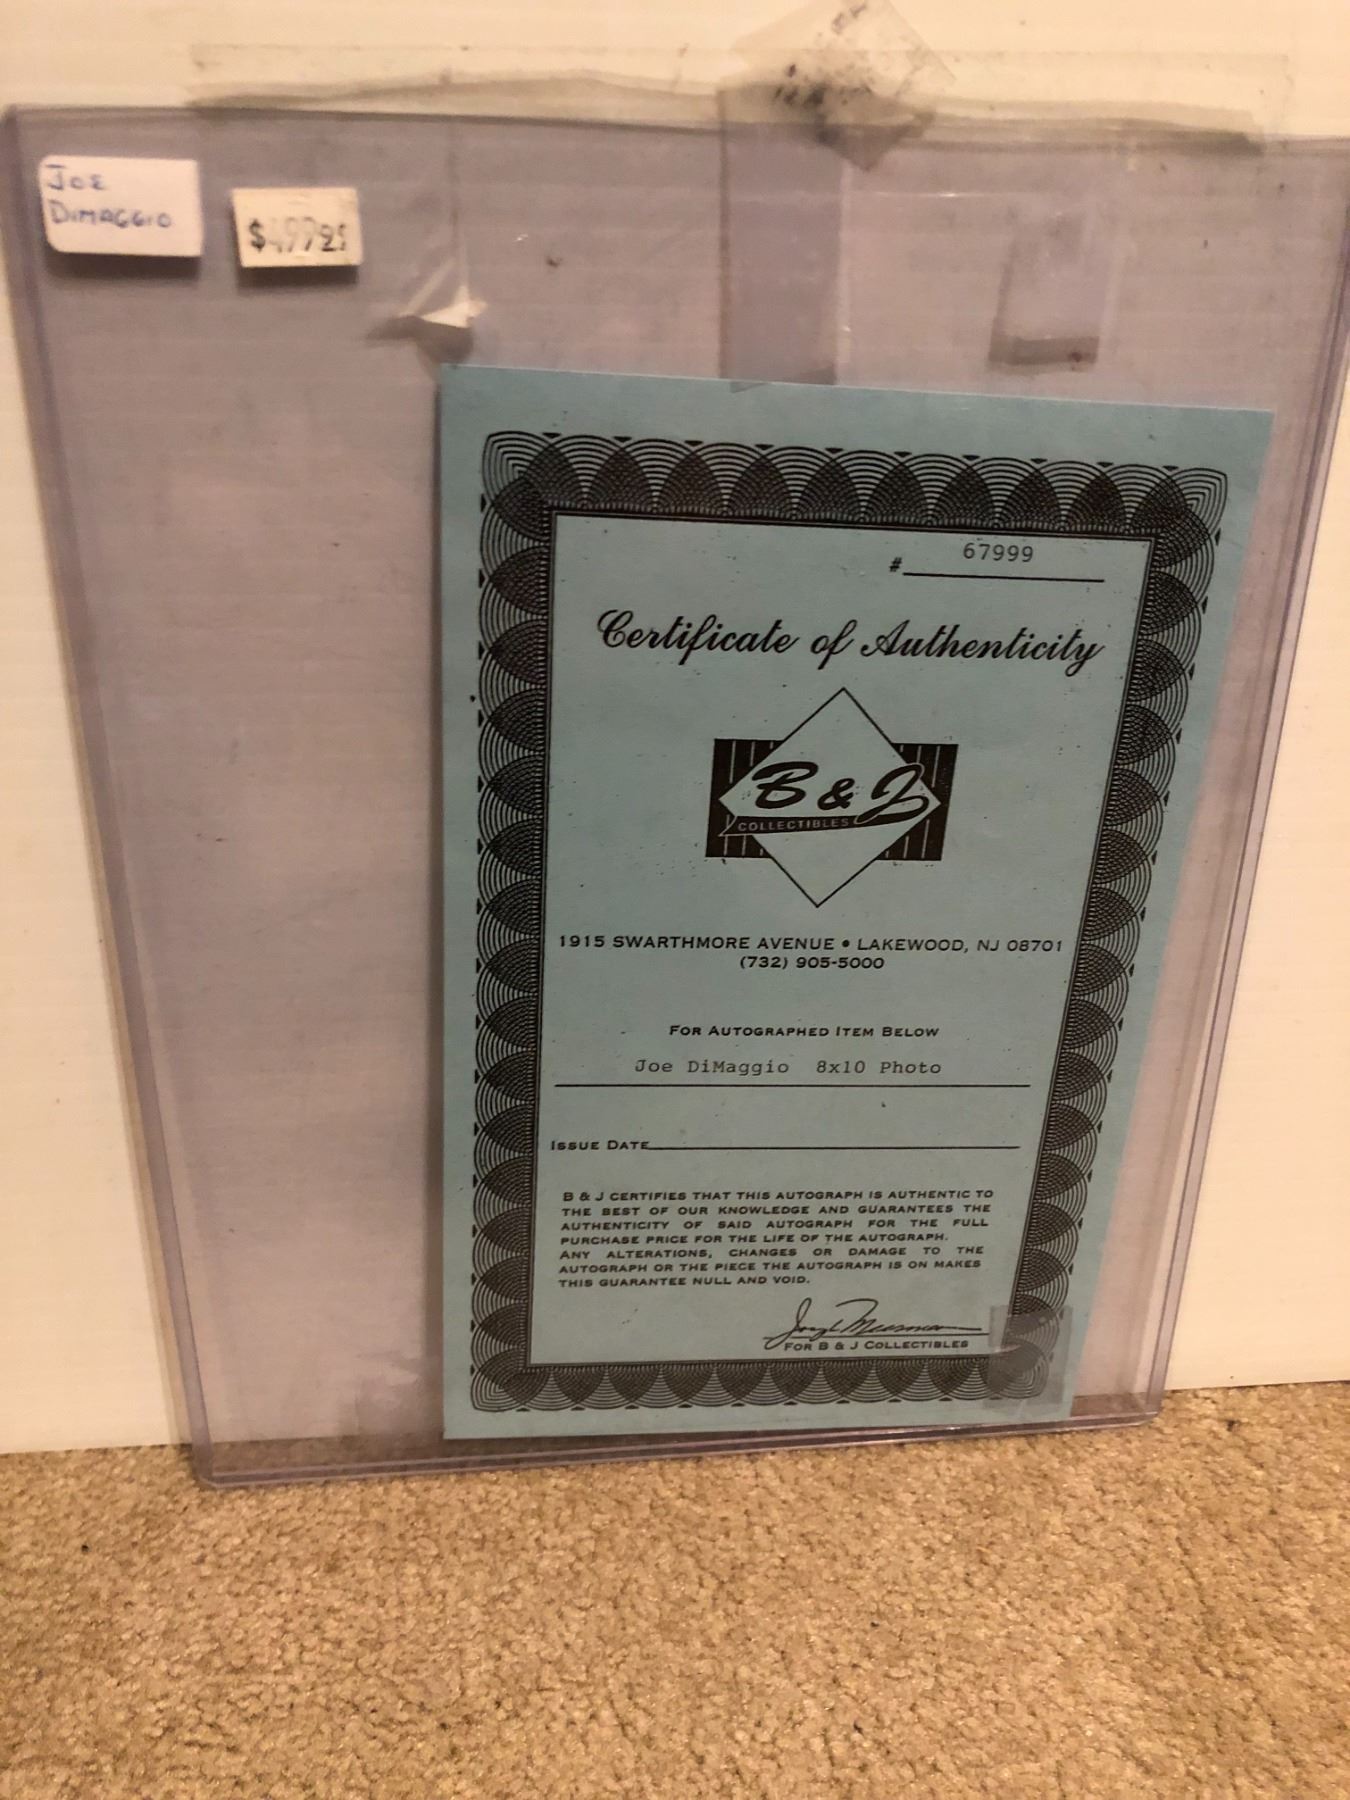 Joe
DiMaggio
# 67999
Certificate of Authenticity
B & J
COLLECTIBLES
1915 SWARTHMORE AVENUE • LAKEWOOD, NJ 08701
(732) 905-5000
FOR AUTOGRAPHED ITEM BELOW
Joe DiMaggio 8x10 Photo
ISSUE DATE
B & J CERTIFIES THAT THIS AUTOGRAPH IS AUTHENTIC TO
THE BEST OF OUR KNOWLEDGE AND GUARANTEES THE
AUTHENTICITY OF SAID AUTOGRAPH FOR THE FULL
PURCHASE PRICE FOR THE LIFE OF THE AUTOGRAPH.
ANY ALTERATIONS, CHANGES OR DAMAGE TO THE
AUTOGRAPH OR THE PIECE THE AUTOGRAPH IS ON MAKES
THIS GUARANTEE NULL AND VOID.
FOR B & J COLLECTIBLES